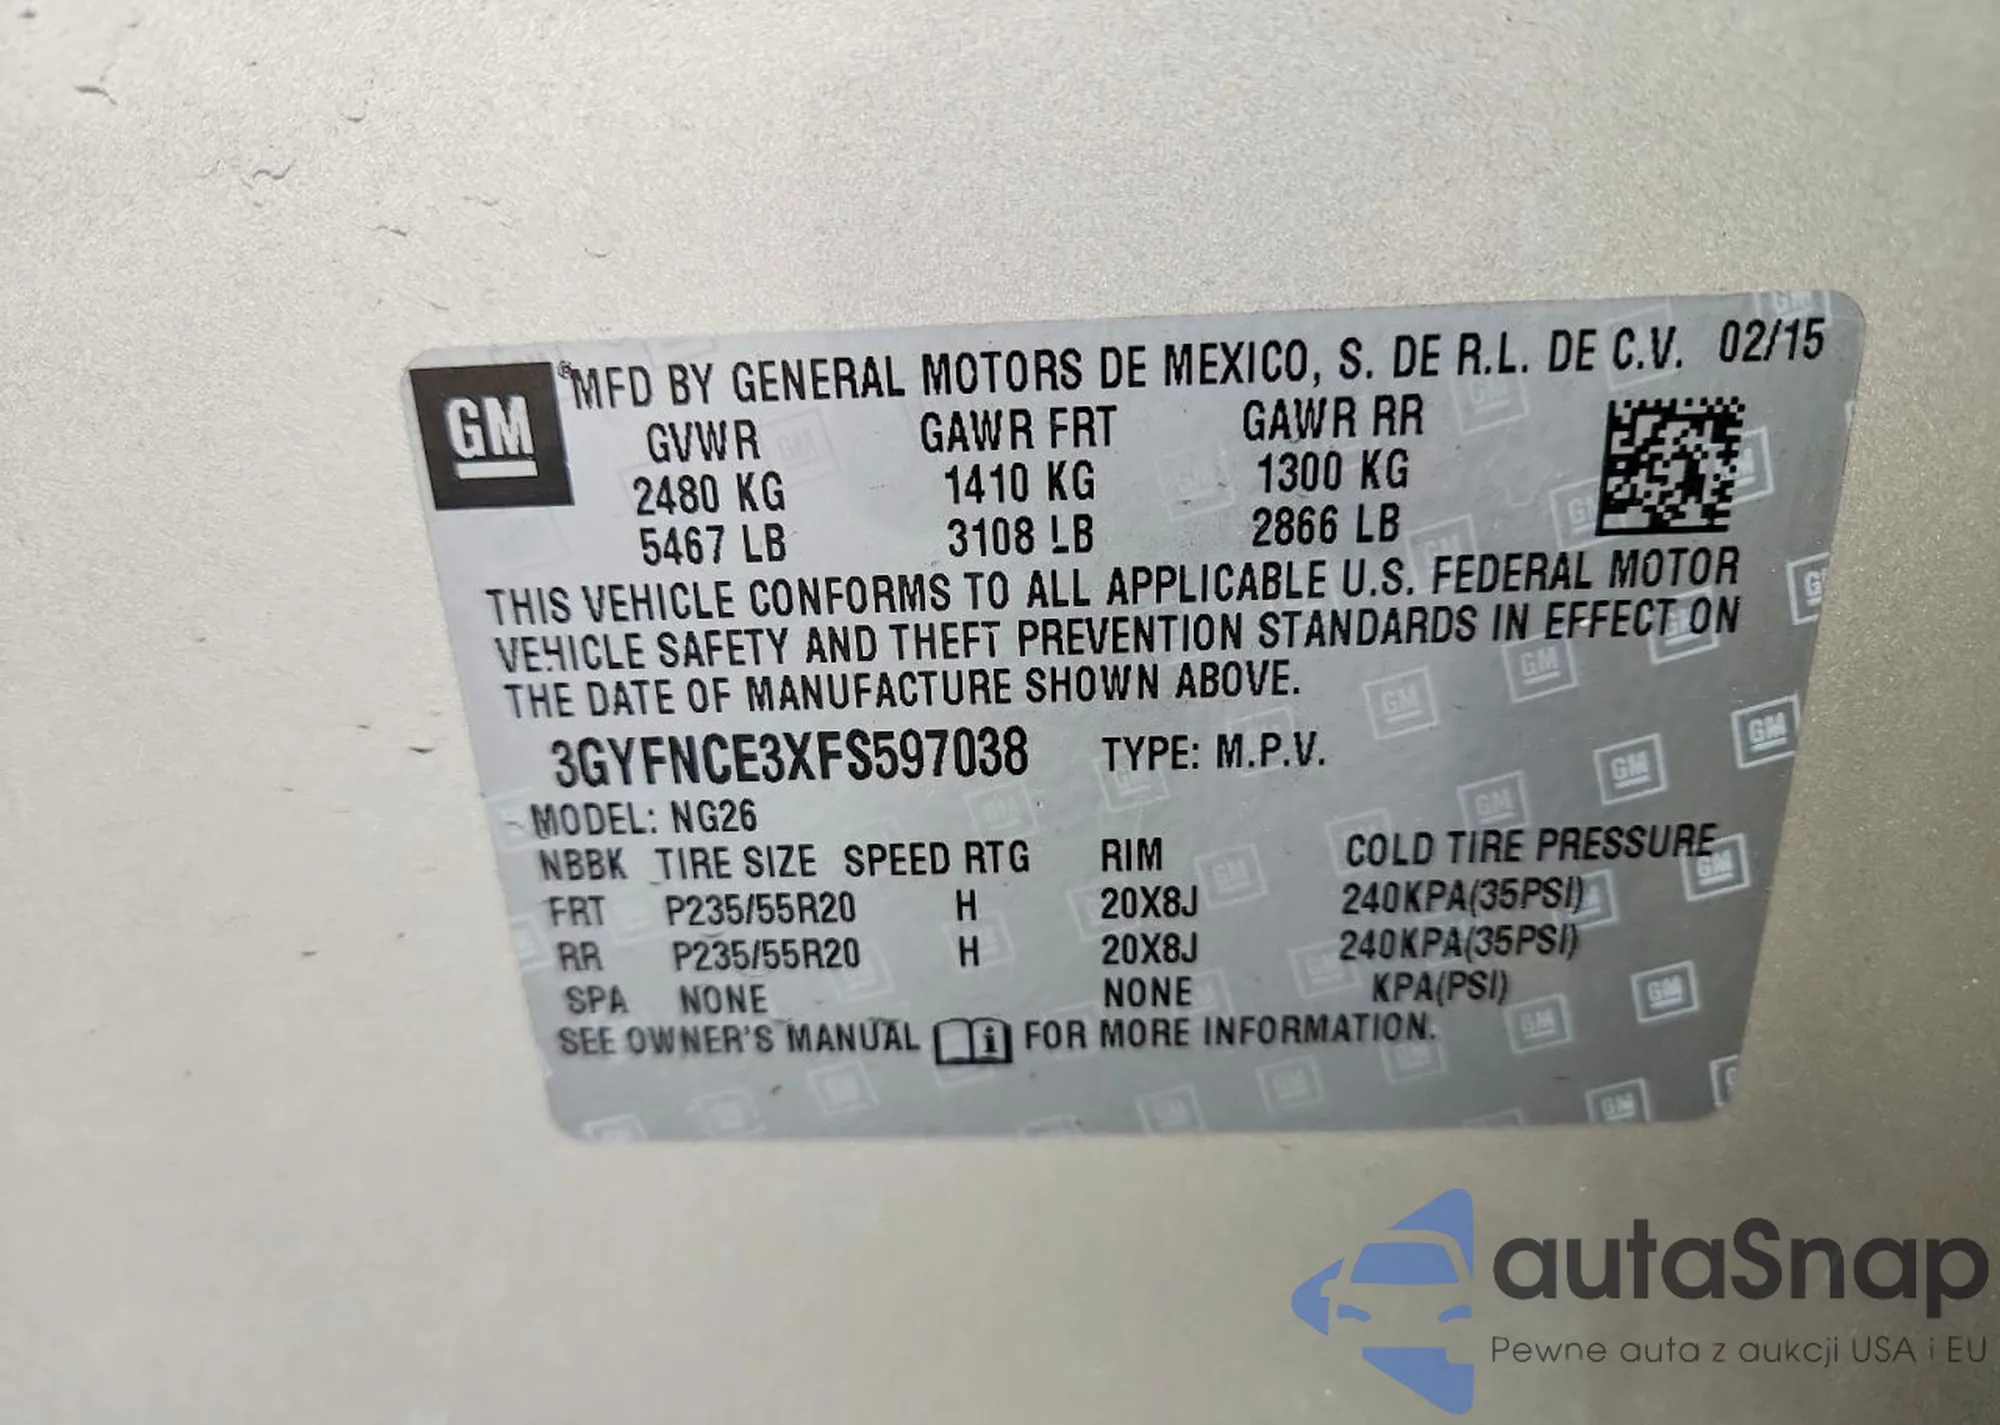 GM
®MFD BY GENERAL MOTORS DE MEXICO, S. DE R.L. DE C.V. 02/15
GVWR GAWR FRT GAWR RR
2480 KG 1410 KG 1300 KG
5467 LB 3108 LB 2866 LB
THIS VEHICLE CONFORMS TO ALL APPLICABLE U.S. FEDERAL MOTOR
VEHICLE SAFETY AND THEFT PREVENTION STANDARDS IN EFFECT ON
THE DATE OF MANUFACTURE SHOWN ABOVE.
3GYFNCE3XFS597038 TYPE: M.P.V.
MODEL: NG26
NBBK TIRE SIZE SPEED RTG RIM COLD TIRE PRESSURE
FRT P235/55R20 H 20X8J 240KPA(35PSI)
RR P235/55R20 H 20X8J 240KPA(35PSI)
SPA NONE NONE KPA(PSI)
SEE OWNER'S MANUAL i FOR MORE INFORMATION.
autaSnap
Pewne auta z aukcji USA i EU